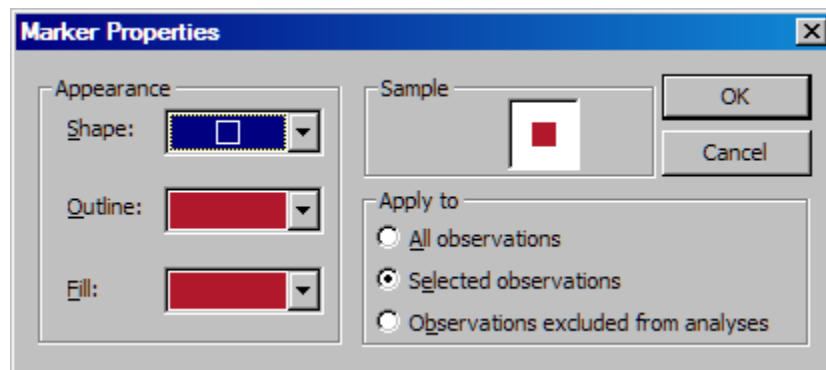 Marker Properties
Appearance
Shape:
Outline:
Fill:
Sample
OK
Cancel
Apply to
All observations
Selected observations
Observations excluded from analyses